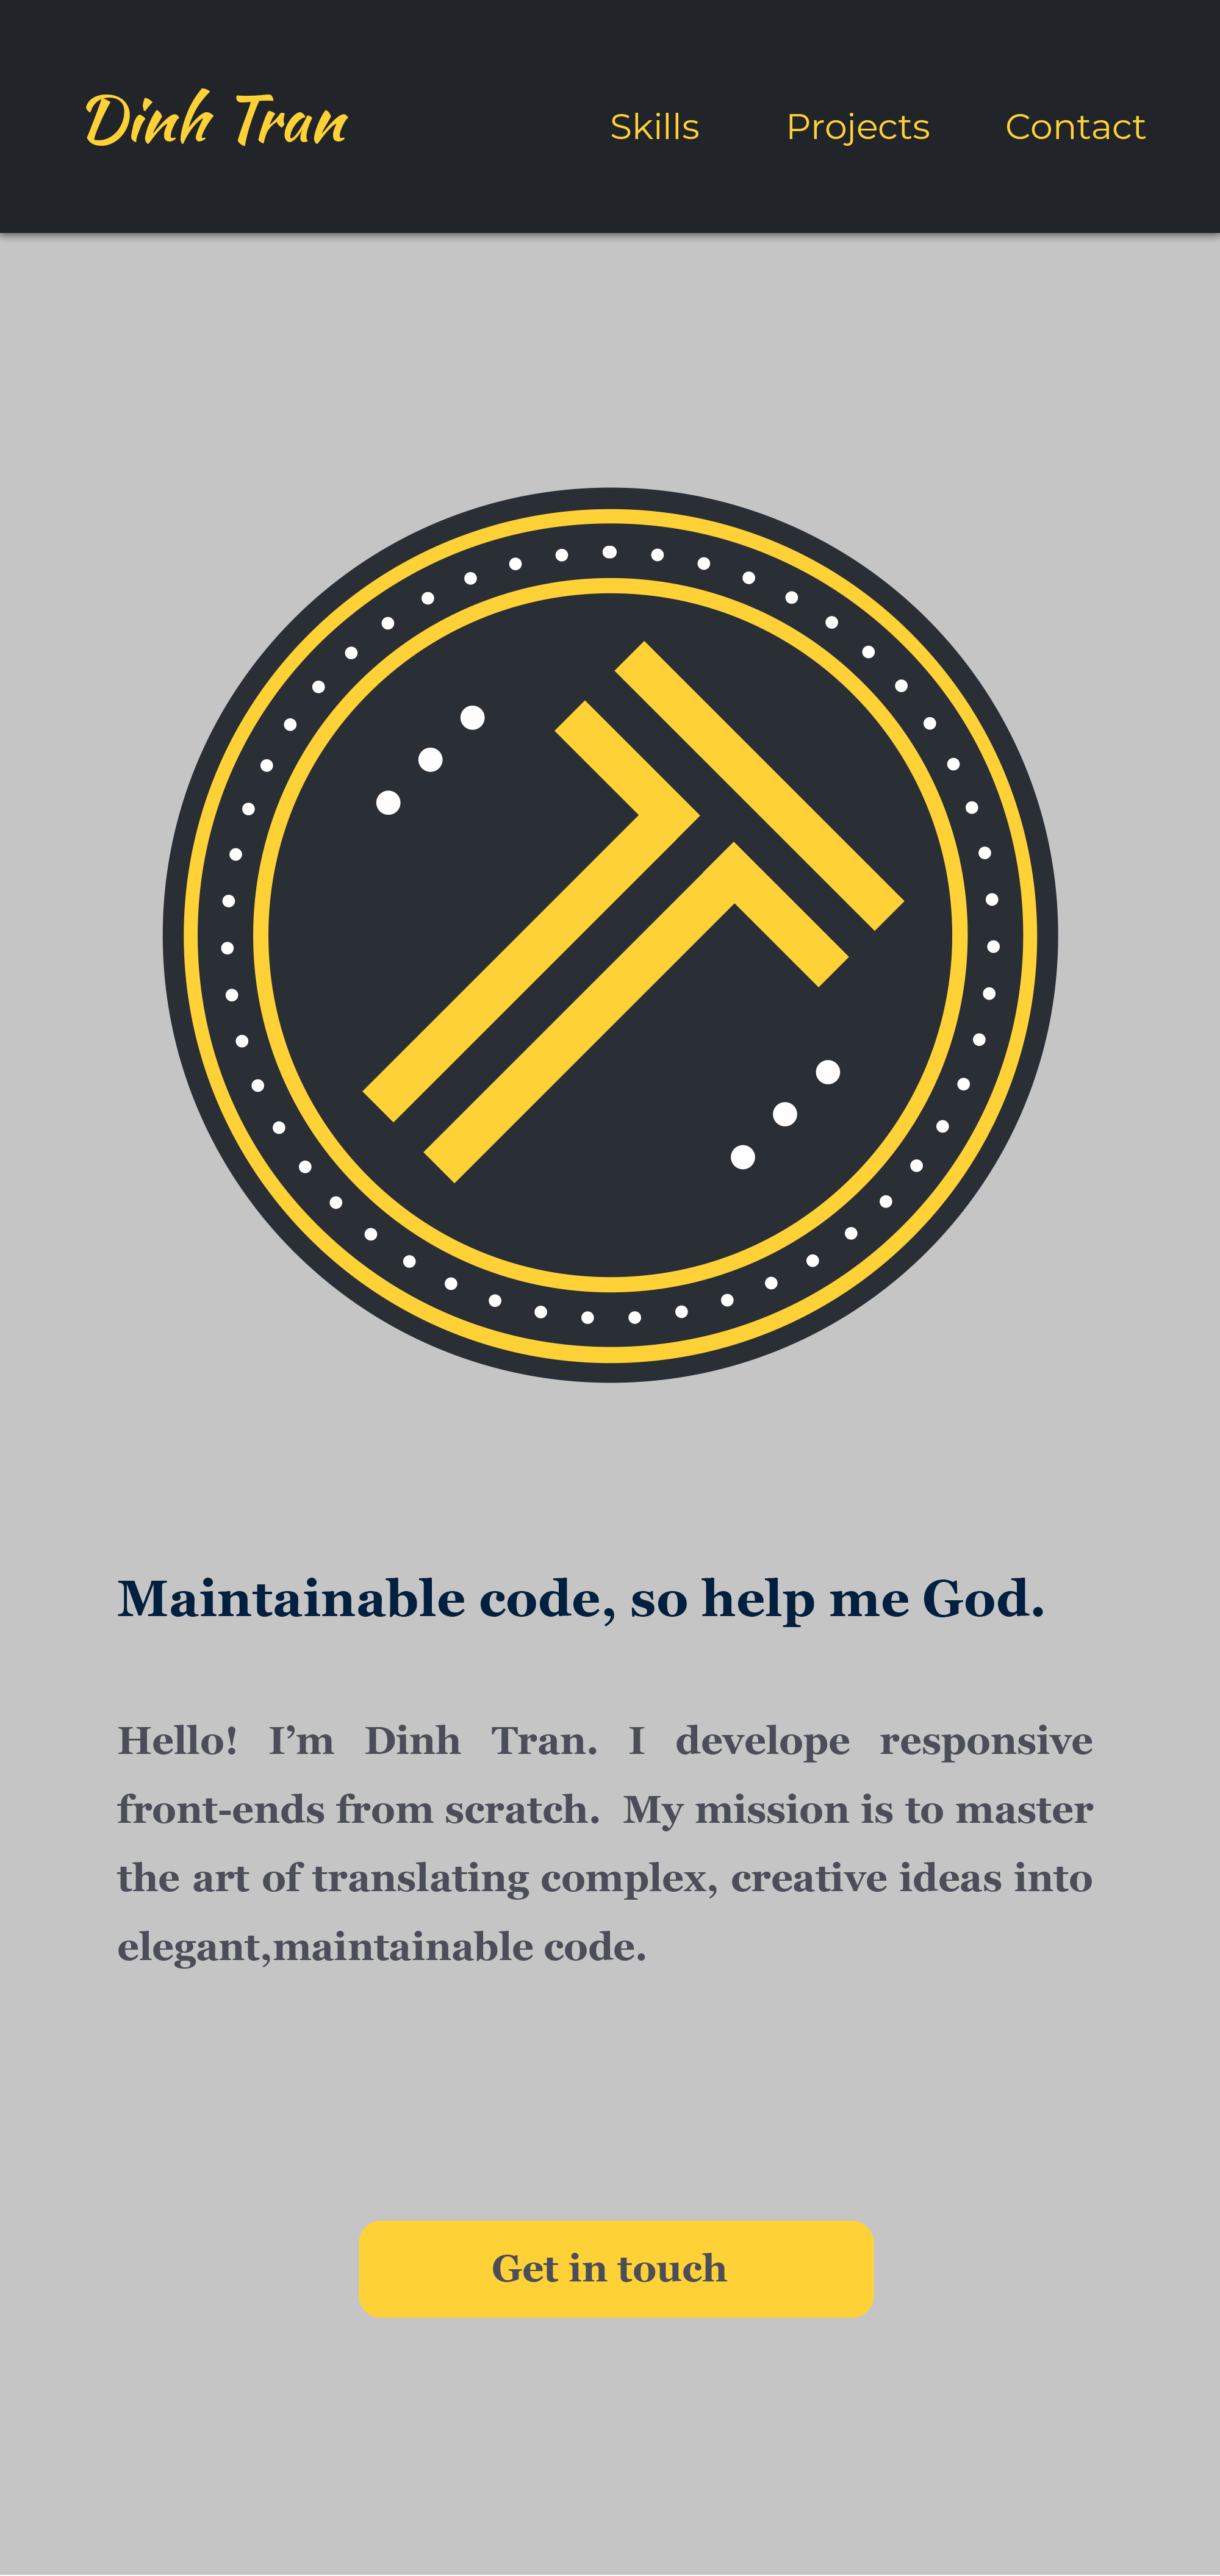 Dinh Tran
Skills Projects Contact
Maintainable code, so help me God.
Hello! I’m Dinh Tran. I develope responsive
front-ends from scratch.  My mission is to master
the art of translating complex, creative ideas into
elegant,maintainable code.
Get in touch